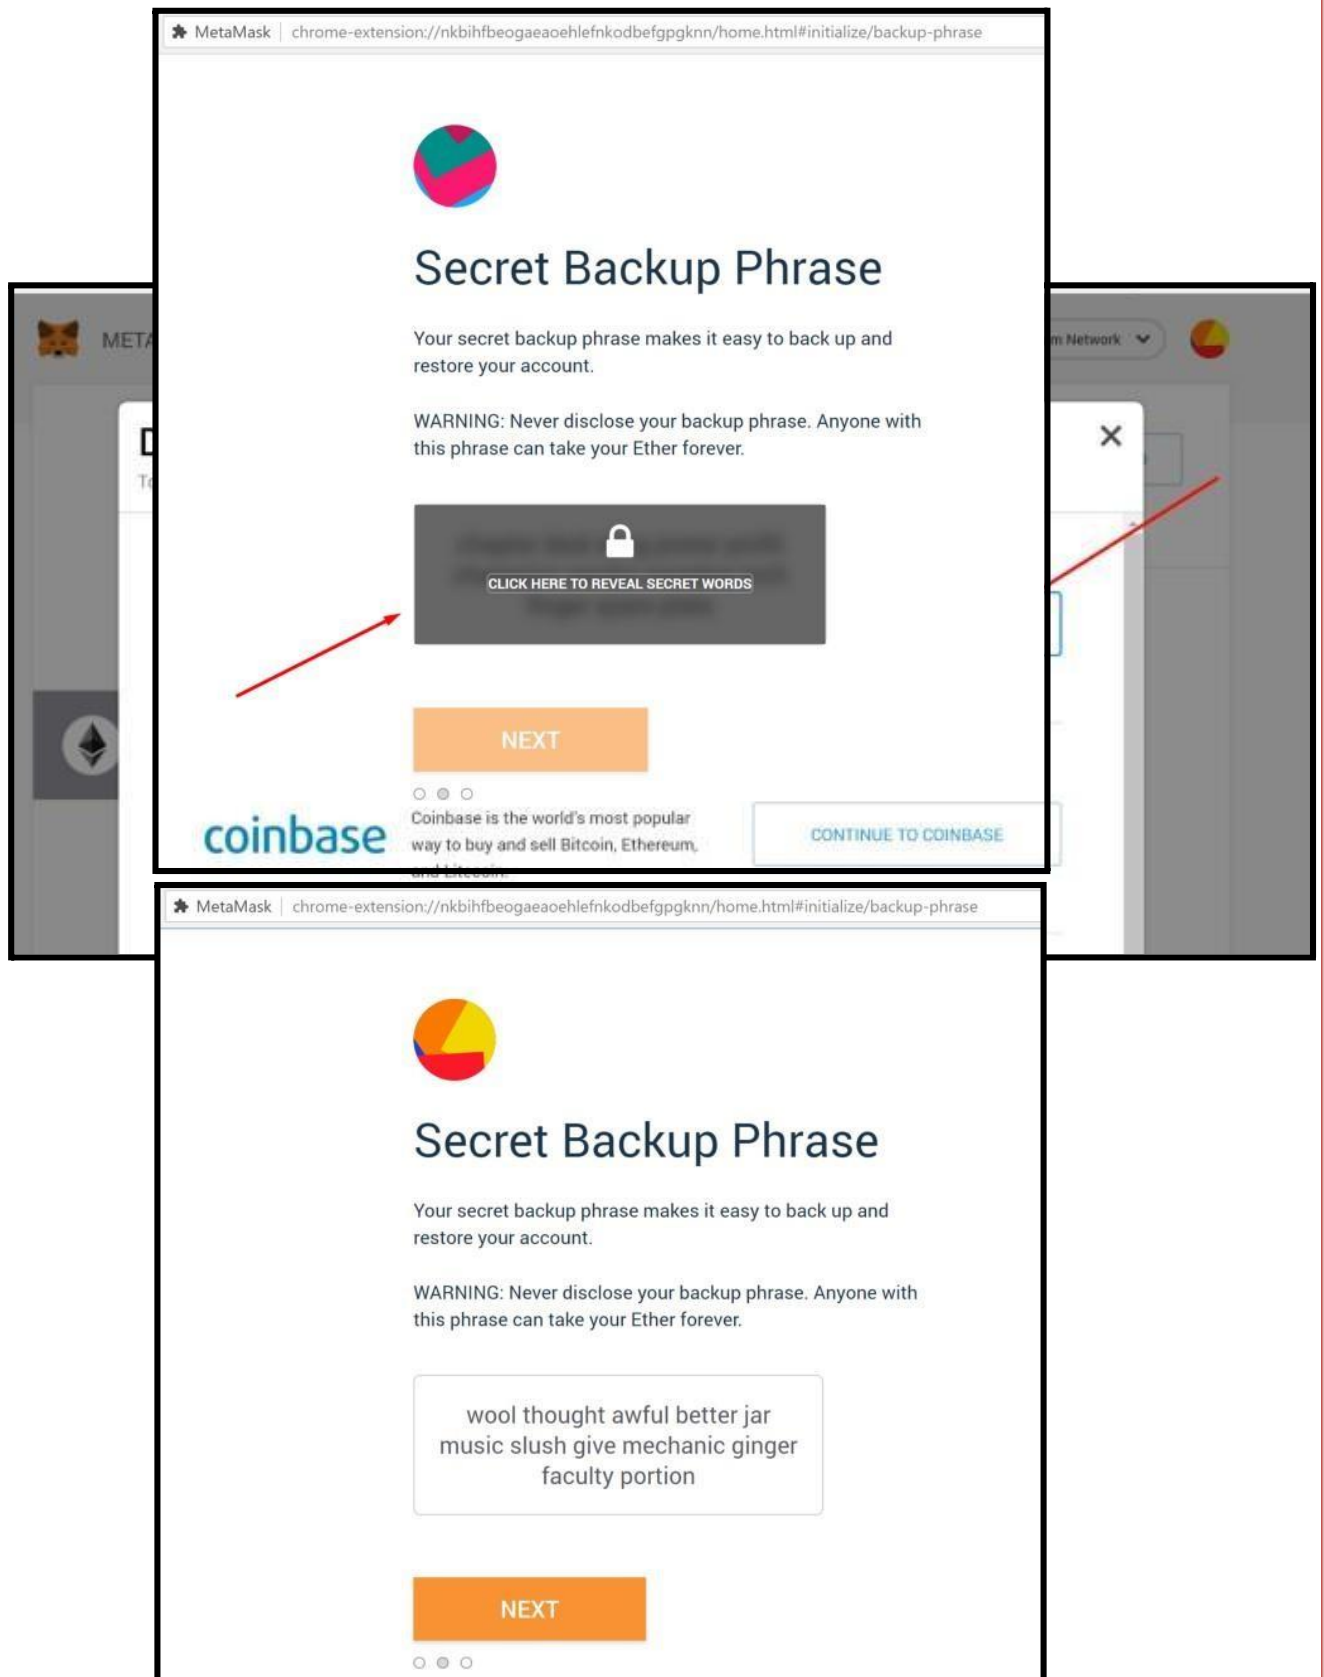 MetaMask | chrome-extension://nkbihfbeogaeaoehlefnkodbefgpgknn/home.html#initialize/backup-phrase
Secret Backup Phrase
META
m Network
Your secret backup phrase makes it easy to back up and
restore your account.
WARNING: Never disclose your backup phrase. Anyone with
this phrase can take your Ether forever.
CLICK HERE TO REVEAL SECRET WORDS
NEXT
coinbase
Coinbase is the world's most popular
way to buy and sell Bitcoin, Ethereum,
and Litecoin.
CONTINUE TO COINBASE
MetaMask | chrome-extension://nkbihfbeogaeaoehlefnkodbefgpgknn/home.html#initialize/backup-phrase
Secret Backup Phrase
Your secret backup phrase makes it easy to back up and
restore your account.
WARNING: Never disclose your backup phrase. Anyone with
this phrase can take your Ether forever.
wool thought awful better jar
music slush give mechanic ginger
faculty portion
NEXT